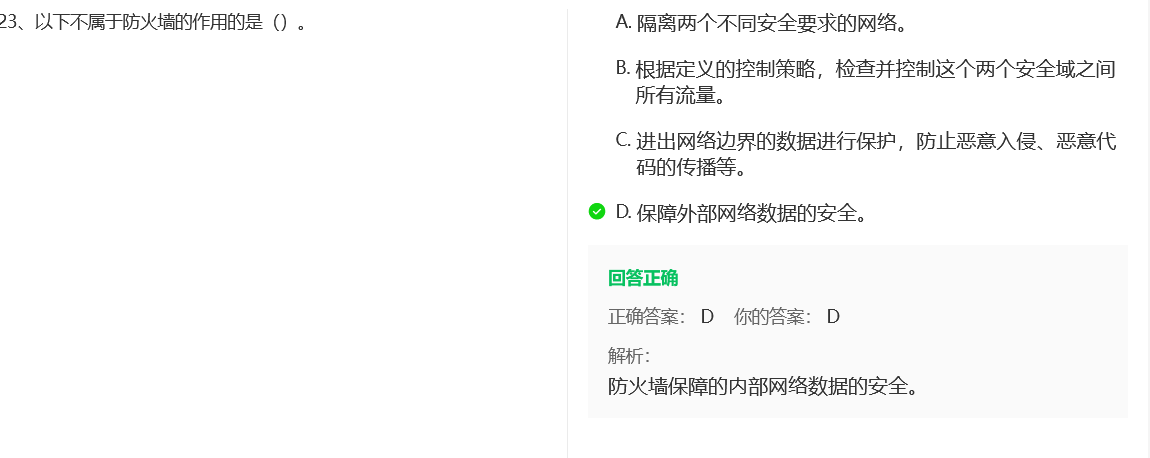 23、以下不属于防火墙的作用的是（）。
A. 隔离两个不同安全要求的网络。
B. 根据定义的控制策略，检查并控制这个两个安全域之间
所有流量。
C. 进出网络边界的数据进行保护，防止恶意入侵、恶意代
码的传播等。
D. 保障外部网络数据的安全。
回答正确
正确答案： D 你的答案： D
解析：
防火墙保障的内部网络数据的安全。